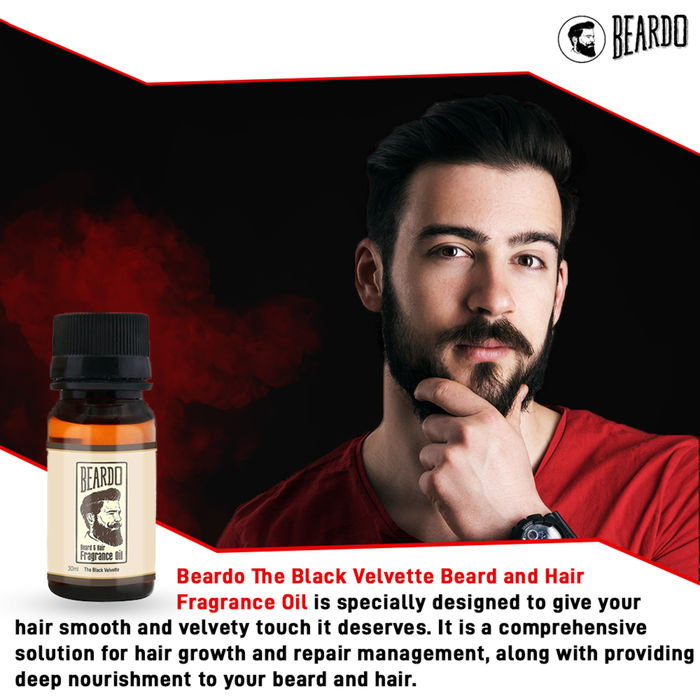 BEARDO
BEARDO
Beard & Hair
Fragrance Oil
30ml The Black Velvette
Beardo The Black Velvette Beard and Hair
Fragrance Oil is specially designed to give your
hair smooth and velvety touch it deserves. It is a comprehensive
solution for hair growth and repair management, along with providing
deep nourishment to your beard and hair.